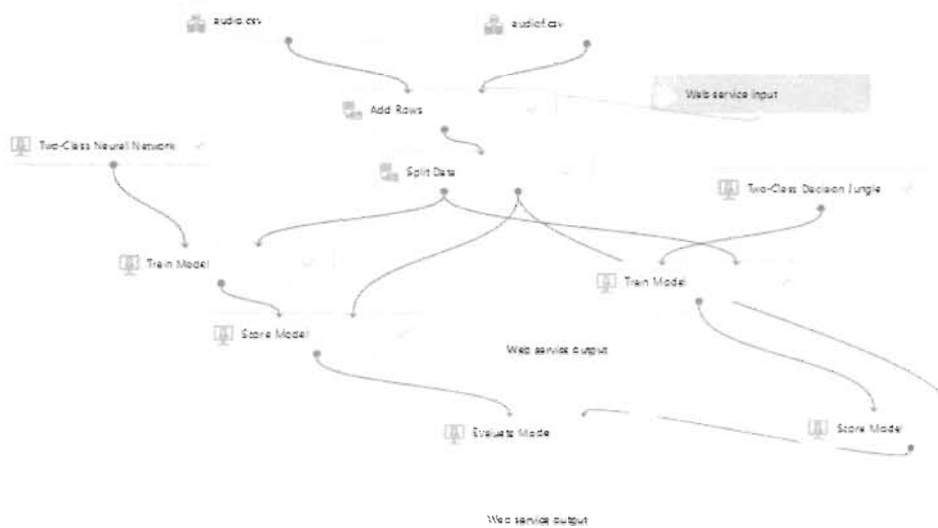 audio.csv
audiof.csv
Web service input
Add Rows
Two-Class Neural Network
Split Data
Two-Class Decision Jungle
Train Model
Train Model
Score Model
Web service output
Evaluate Model
Score Model
Web service output